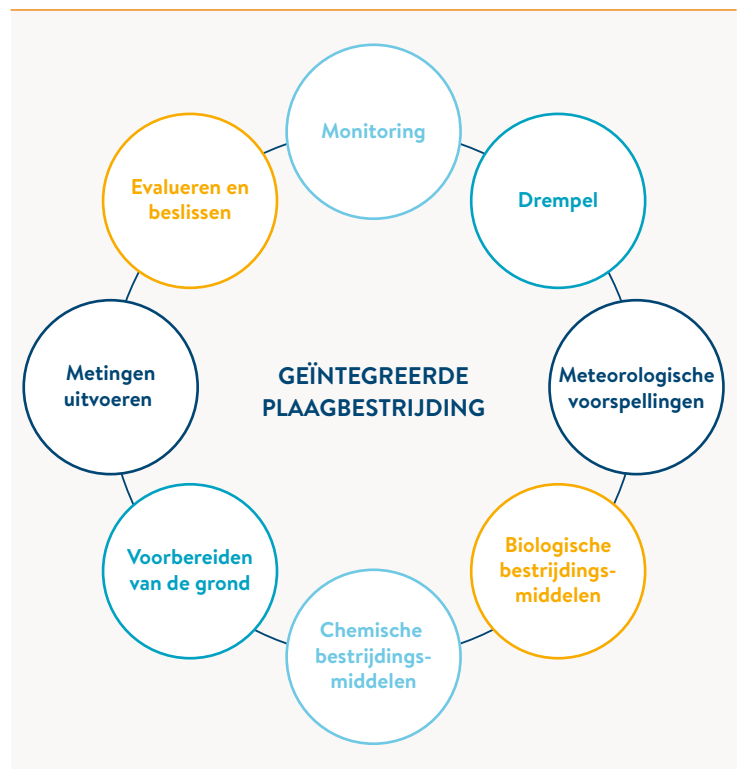 Monitoring
Drempel
Meteorologische
voorspellingen
Biologische
bestrijdings-
middelen
Chemische
bestrijdings-
middelen
Voorbereiden
van de grond
Metingen
uitvoeren
Evalueren en
beslissen
GEÏNTEGREERDE
PLAAGBESTRIJDING